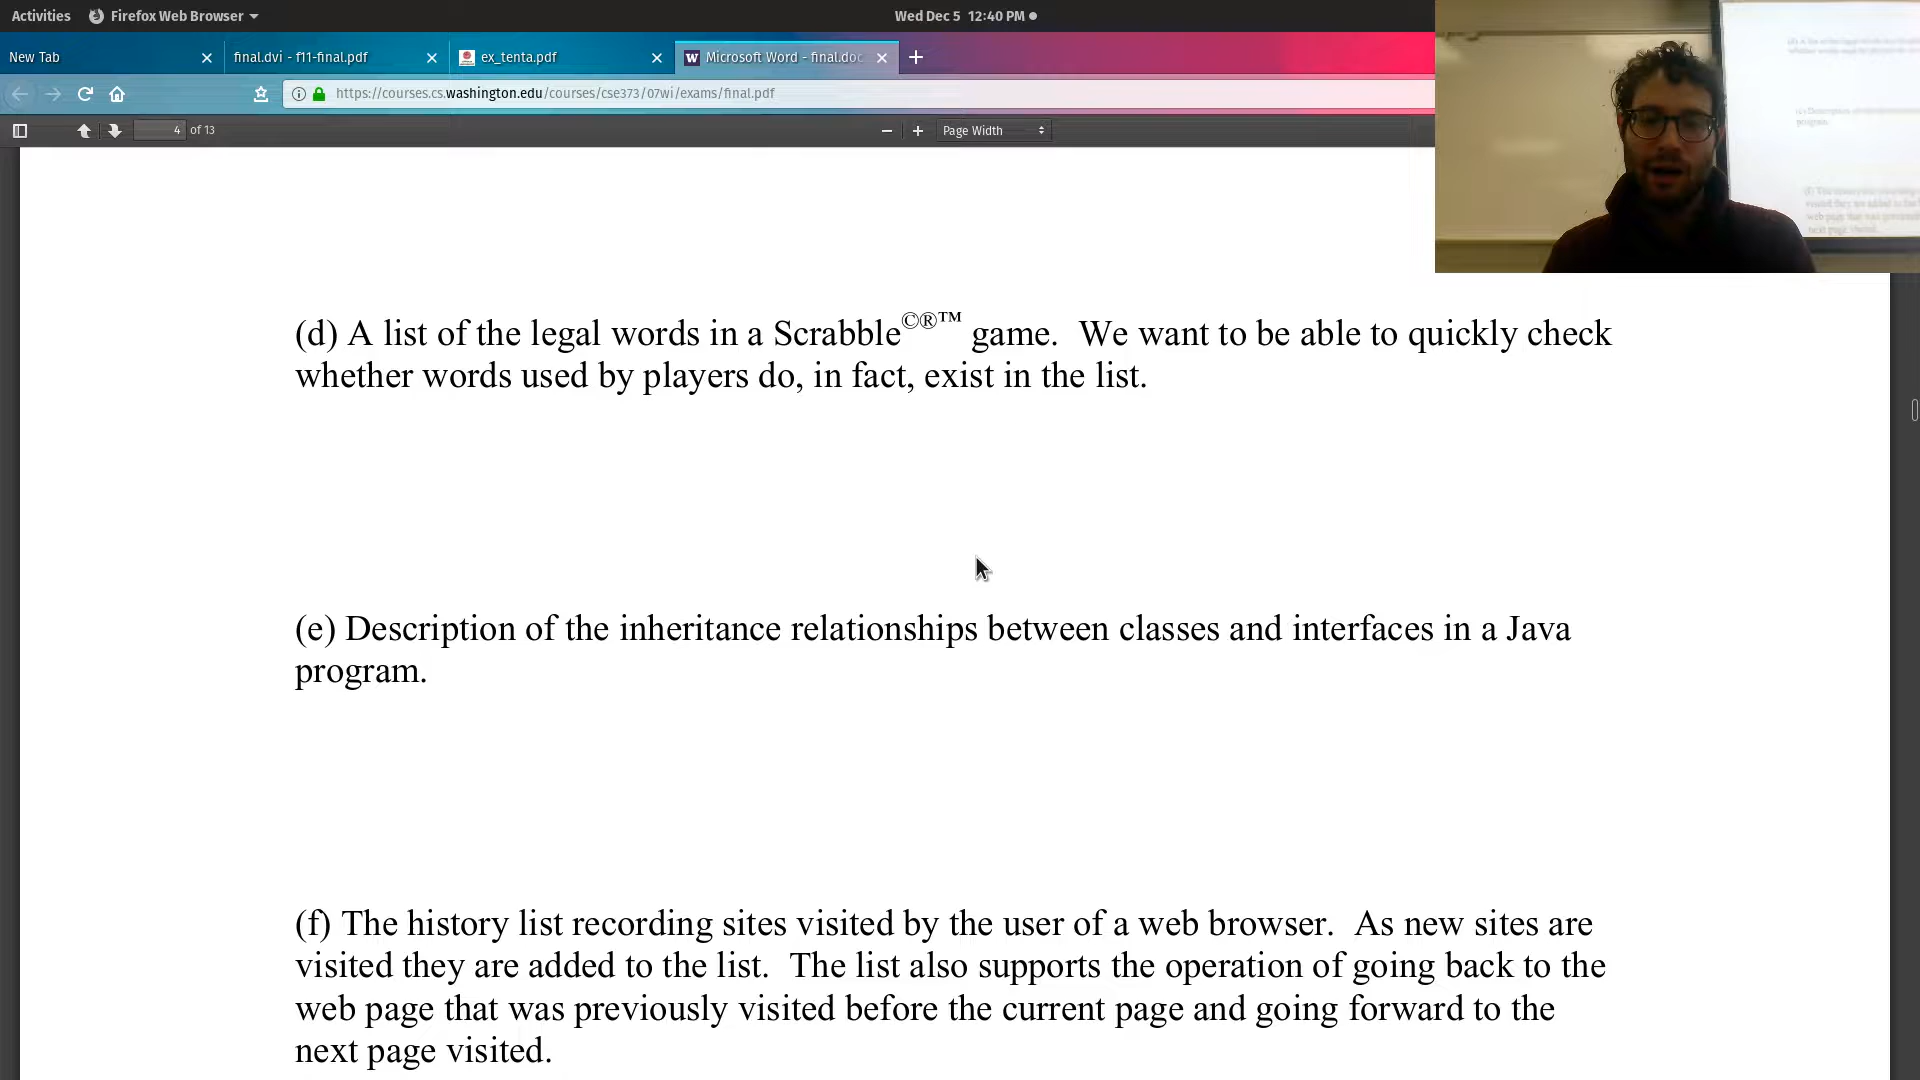 Activities Firefox Web Browser Wed Dec 5 12:40 PM
New Tab final.dvi - f11-final.pdf ex_tenta.pdf W Microsoft Word - final.doc
https://courses.cs.washington.edu/courses/cse373/07wi/exams/final.pdf
4 of 13 Page Width
(d) A list of the legal words in a Scrabble©®™ game. We want to be able to quickly check
whether words used by players do, in fact, exist in the list.
(e) Description of the inheritance relationships between classes and interfaces in a Java
program.
(f) The history list recording sites visited by the user of a web browser. As new sites are
visited they are added to the list. The list also supports the operation of going back to the
web page that was previously visited before the current page and going forward to the
next page visited.